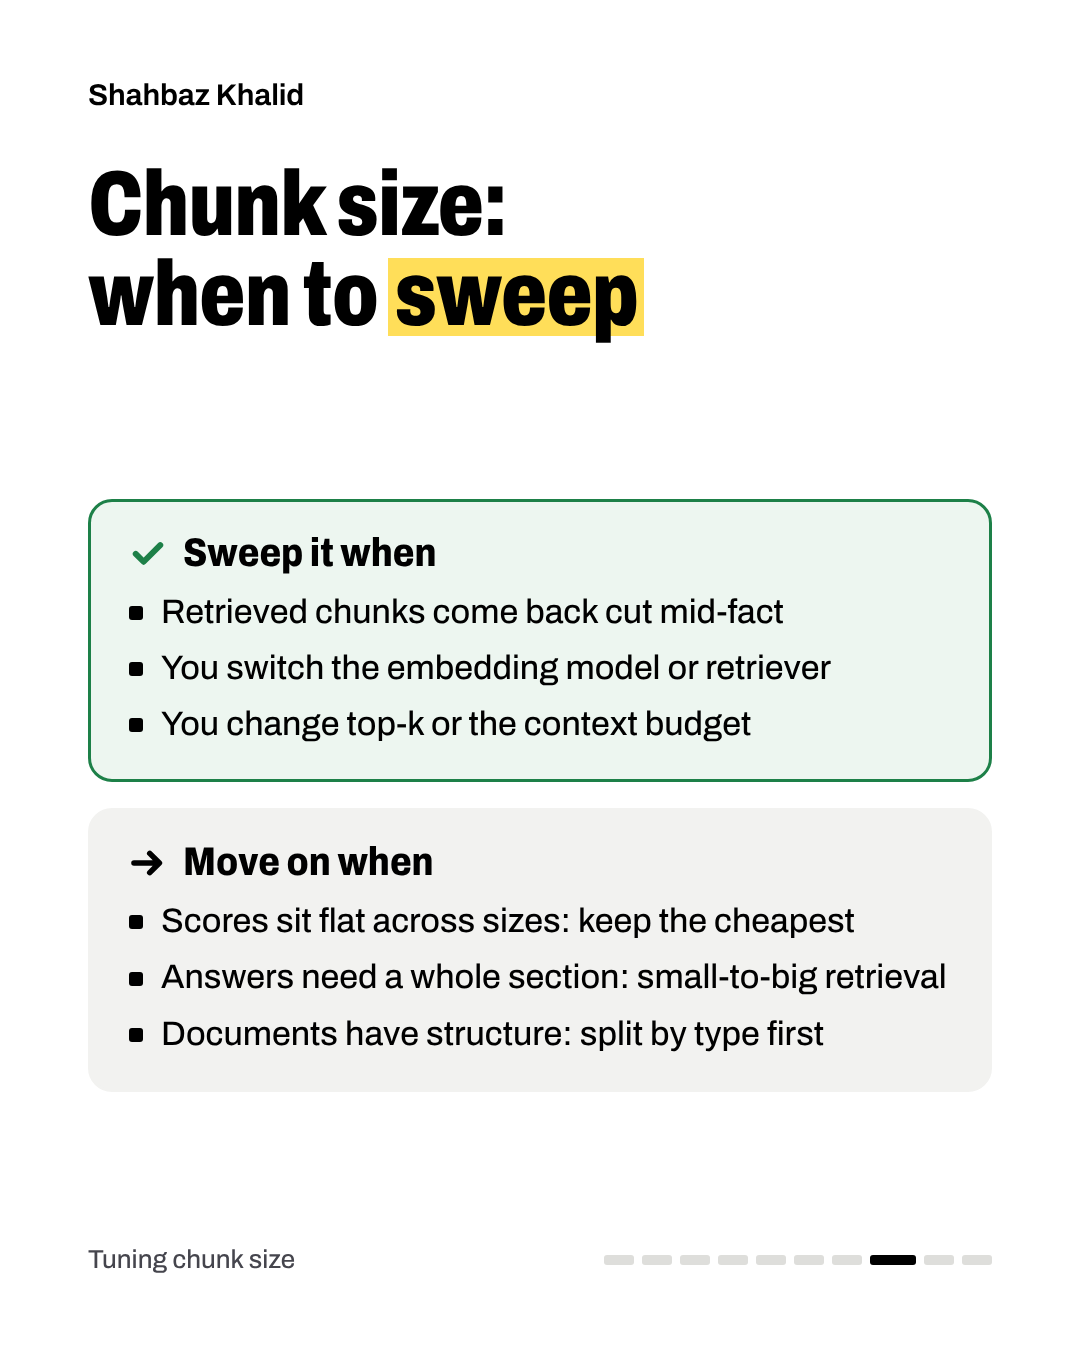 Shahbaz Khalid
Chunk size:
when to sweep
Sweep it when
Retrieved chunks come back cut mid-fact
You switch the embedding model or retriever
You change top-k or the context budget
Move on when
Scores sit flat across sizes: keep the cheapest
Answers need a whole section: small-to-big retrieval
Documents have structure: split by type first
Tuning chunk size